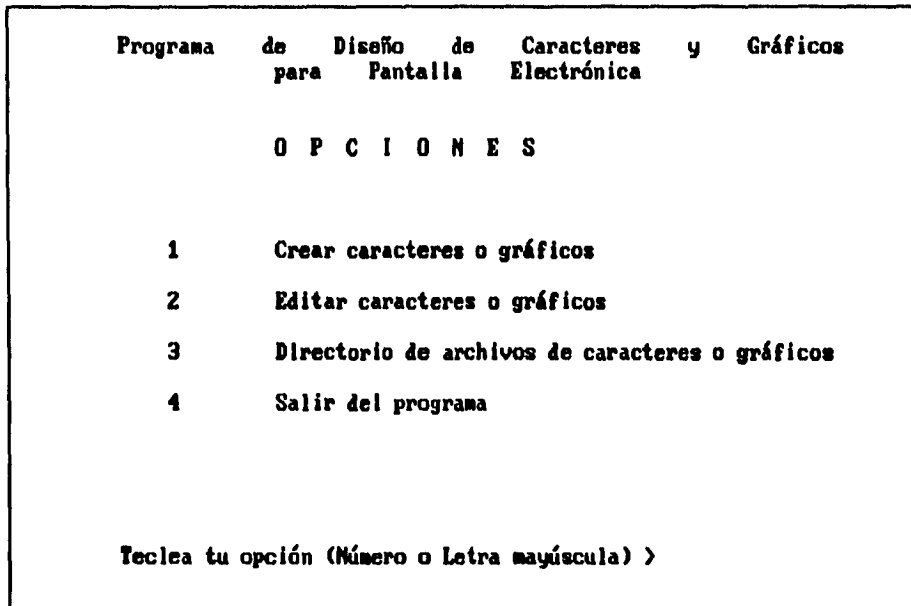 Programa de Diseño de Caracteres y Gráficos
para Pantalla Electrónica
O P C I O N E S
1 Crear caracteres o gráficos
2 Editar caracteres o gráficos
3 Directorio de archivos de caracteres o gráficos
4 Salir del programa
Teclea tu opción (Número o Letra mayúscula) >